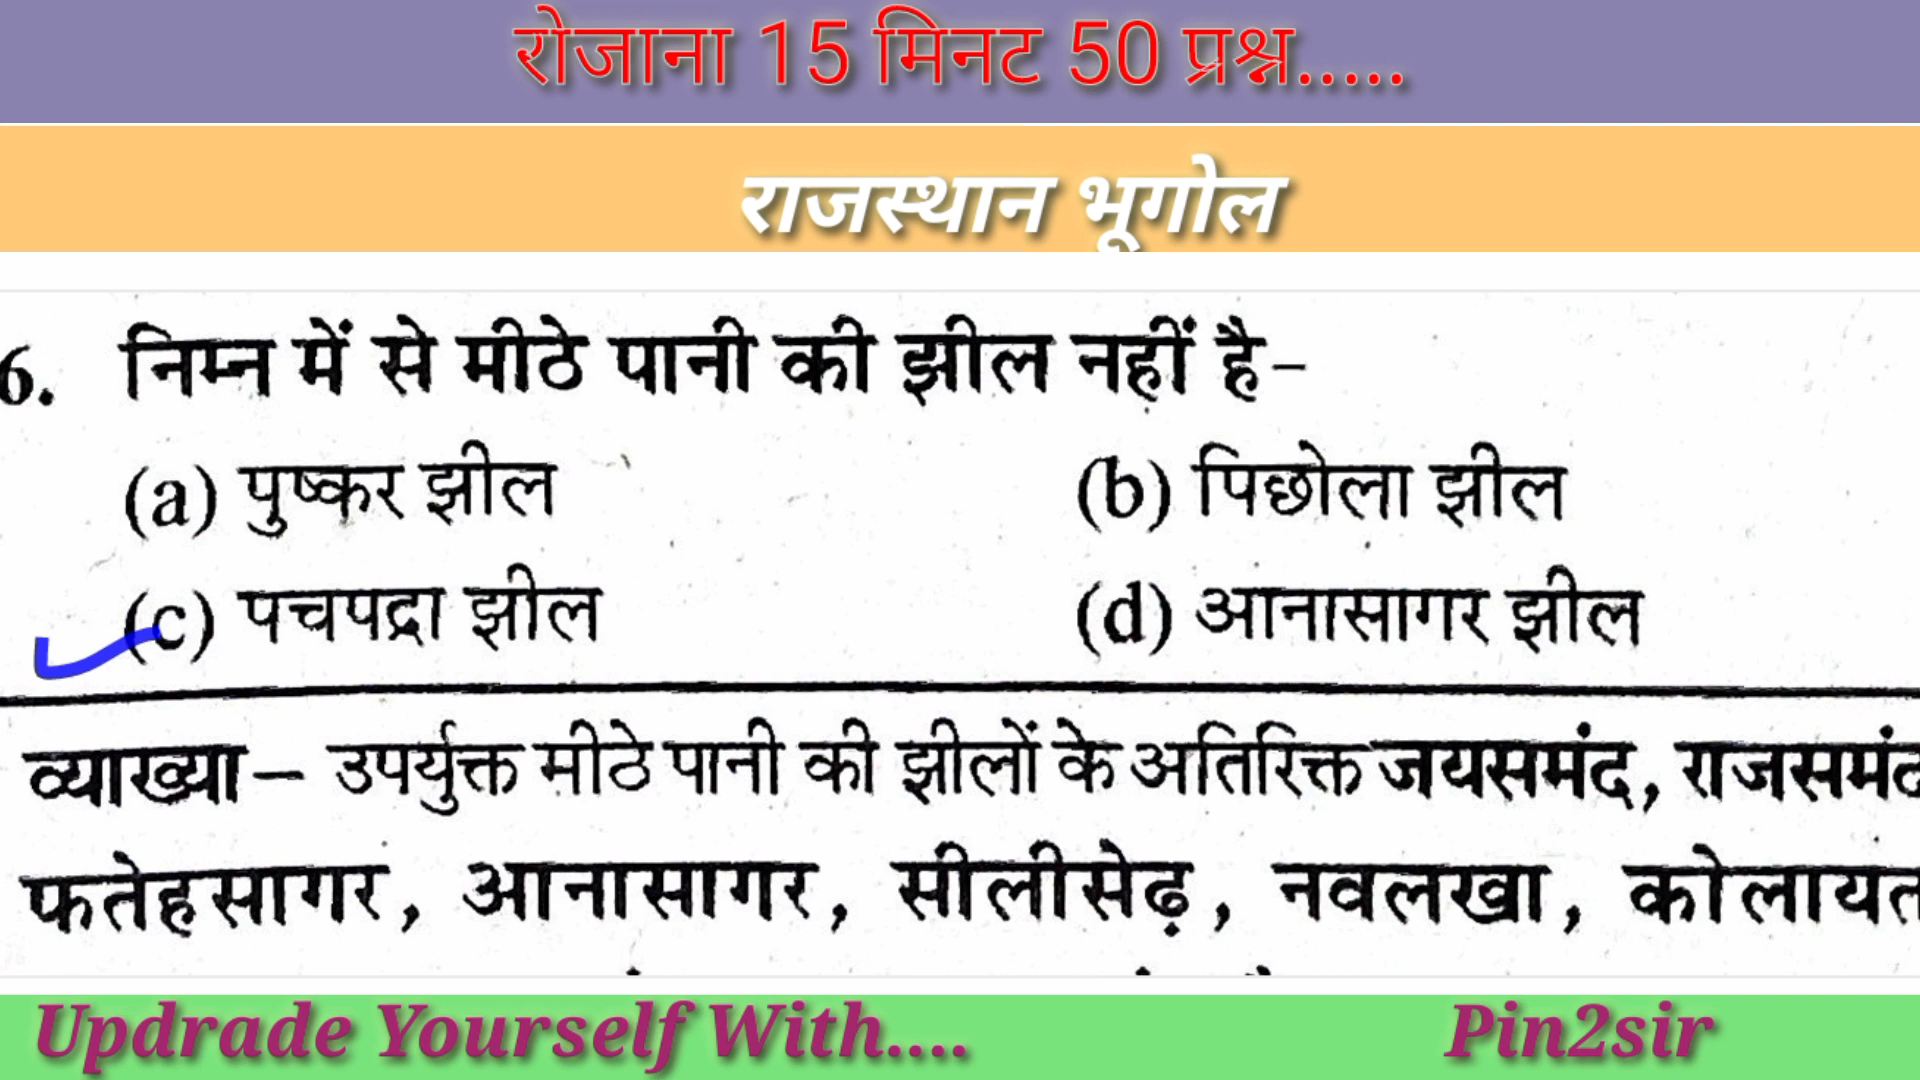 रोजाना 15 मिनट 50 प्रश्न.....
राजस्थान भूगोल
6. निम्न में से मीठे पानी की झील नहीं है–
(a) पुष्कर झील (b) पिछोला झील
(c) पचपद्रा झील (d) आनासागर झील
व्याख्या– उपर्युक्त मीठे पानी की झीलों के अतिरिक्त जयसमंद, राजसमंद
फतेहसागर, आनासागर, सीलीसेढ़, नवलखा, कोलायत
Updrade Yourself With.... Pin2sir